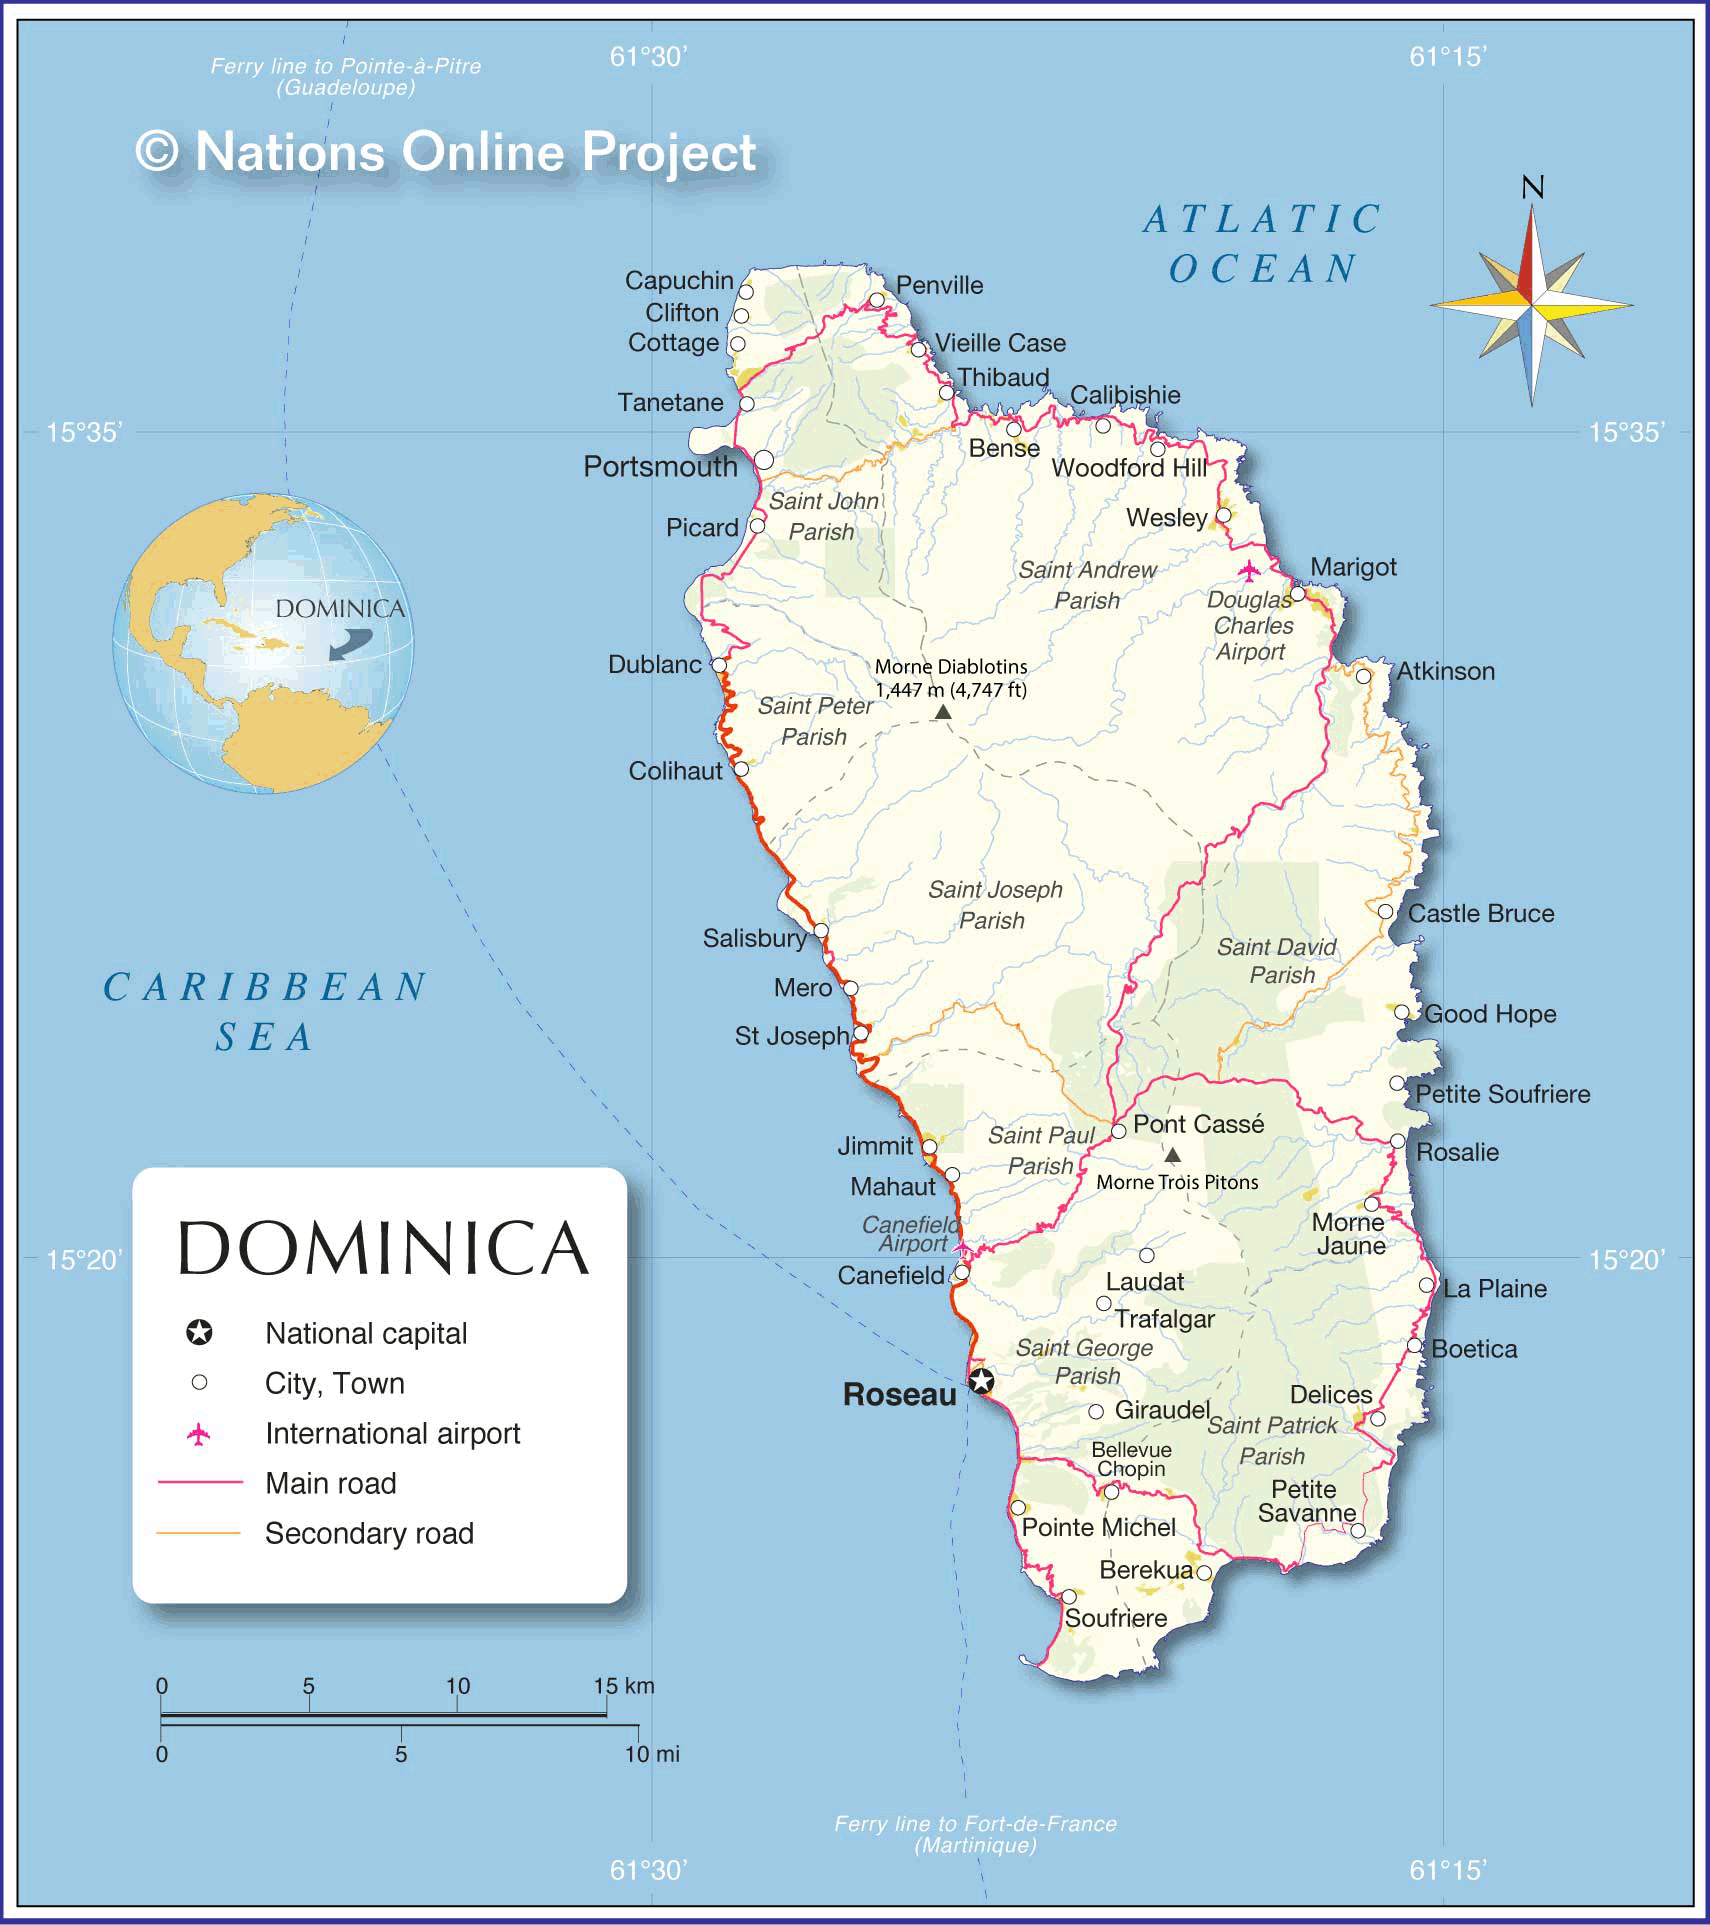 61°30'
61°15'
Ferry line to Pointe-à-Pitre
(Guadeloupe)
© Nations Online Project
N
ATLATIC
OCEAN
Capuchin
Penville
Clifton
Cottage
Vieille Case
Thibaud
Tanetane
Calibishie
15°35'
15°35'
Bense
Portsmouth
Woodford Hill
Saint John
Parish
Picard
Wesley
Saint Andrew
Parish
Marigot
Douglas
Charles
Airport
DOMINICA
Dublanc
Morne Diablotins
1,447 m (4,747 ft)
Atkinson
Saint Peter
Parish
Colihaut
Saint Joseph
Parish
Castle Bruce
Salisbury
Saint David
Parish
CARIBBEAN
SEA
Mero
Good Hope
St Joseph
Petite Soufriere
Pont Cassé
Saint Paul
Parish
Jimmit
Rosalie
Mahaut
Morne Trois Pitons
Canefield
Airport
Morne
Jaune
15°20'
15°20'
Canefield
Laudat
La Plaine
Trafalgar
Saint George
Parish
Boetica
Roseau
Delices
Giraudel
Saint Patrick
Parish
Bellevue
Chopin
Petite
Savanne
Pointe Michel
Berekua
Soufriere
DOMINICA
National capital
City, Town
International airport
Main road
Secondary road
0 5 10 15 km
0 5 10 mi
Ferry line to Fort-de-France
(Martinique)
61°30'
61°15'